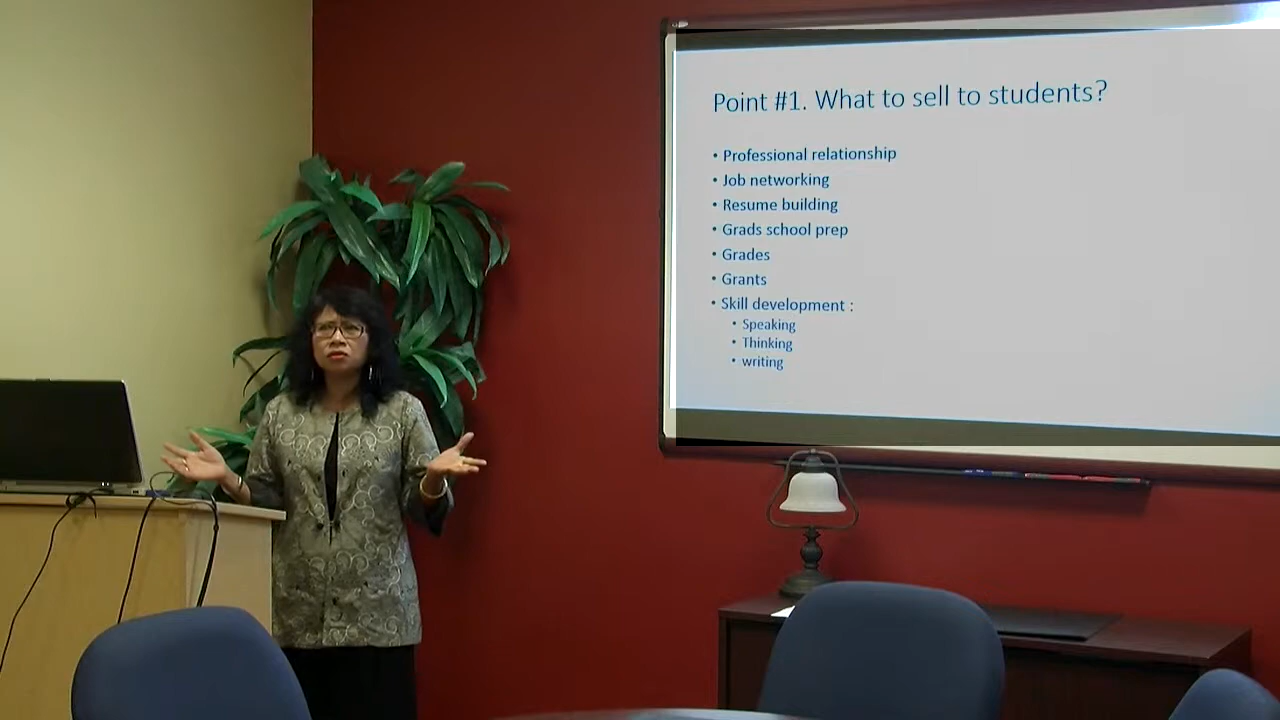 Point #1. What to sell to students?
• Professional relationship
• Job networking
• Resume building
• Grads school prep
• Grades
• Grants
• Skill development :
• Speaking
• Thinking
• writing